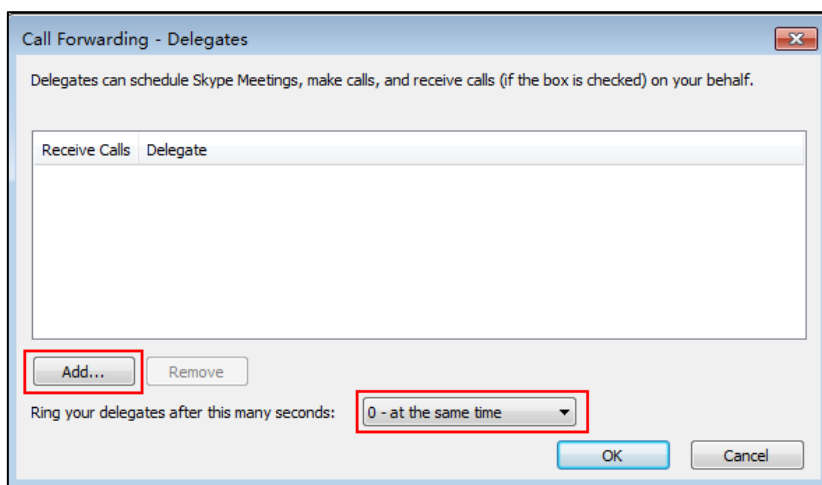 Call Forwarding - Delegates
Delegates can schedule Skype Meetings, make calls, and receive calls (if the box is checked) on your behalf.
Receive Calls Delegate
Add... Remove
Ring your delegates after this many seconds: 0 - at the same time
OK Cancel